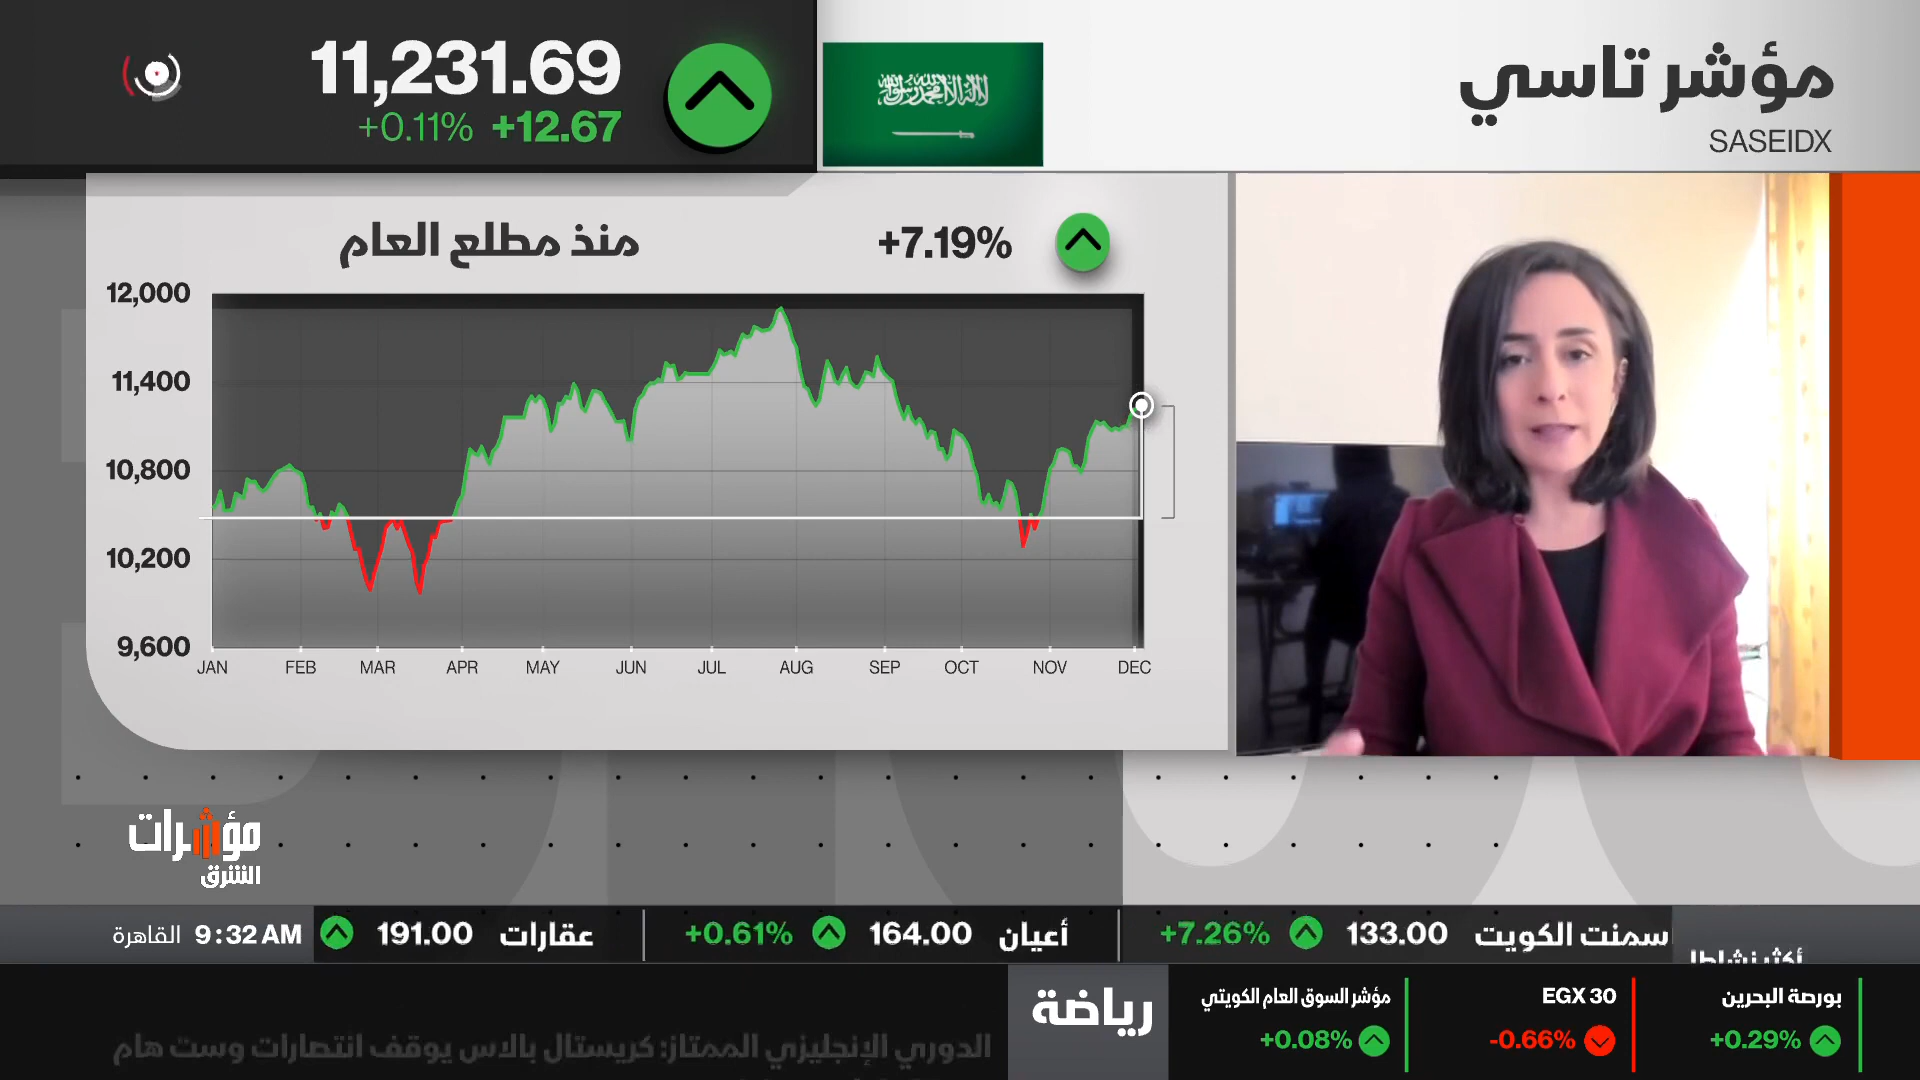 مؤشر تاسي
SASEIDX
11,231.69
+0.11% +12.67
منذ مطلع العام
+7.19%
12,000
11,400
10,800
10,200
9,600
JAN FEB MAR APR MAY JUN JUL AUG SEP OCT NOV DEC
مؤشرات
الشرق
أكثر نشاطا
سمنت الكويت 133.00 +7.26%
أعيان 164.00 +0.61%
عقارات 191.00
9:32 AM القاهرة
بورصة البحرين
+0.29%
EGX 30
-0.66%
مؤشر السوق العام الكويتي
+0.08%
رياضة
الدوري الإنجليزي الممتاز: كريستال بالاس يوقف انتصارات وست هام